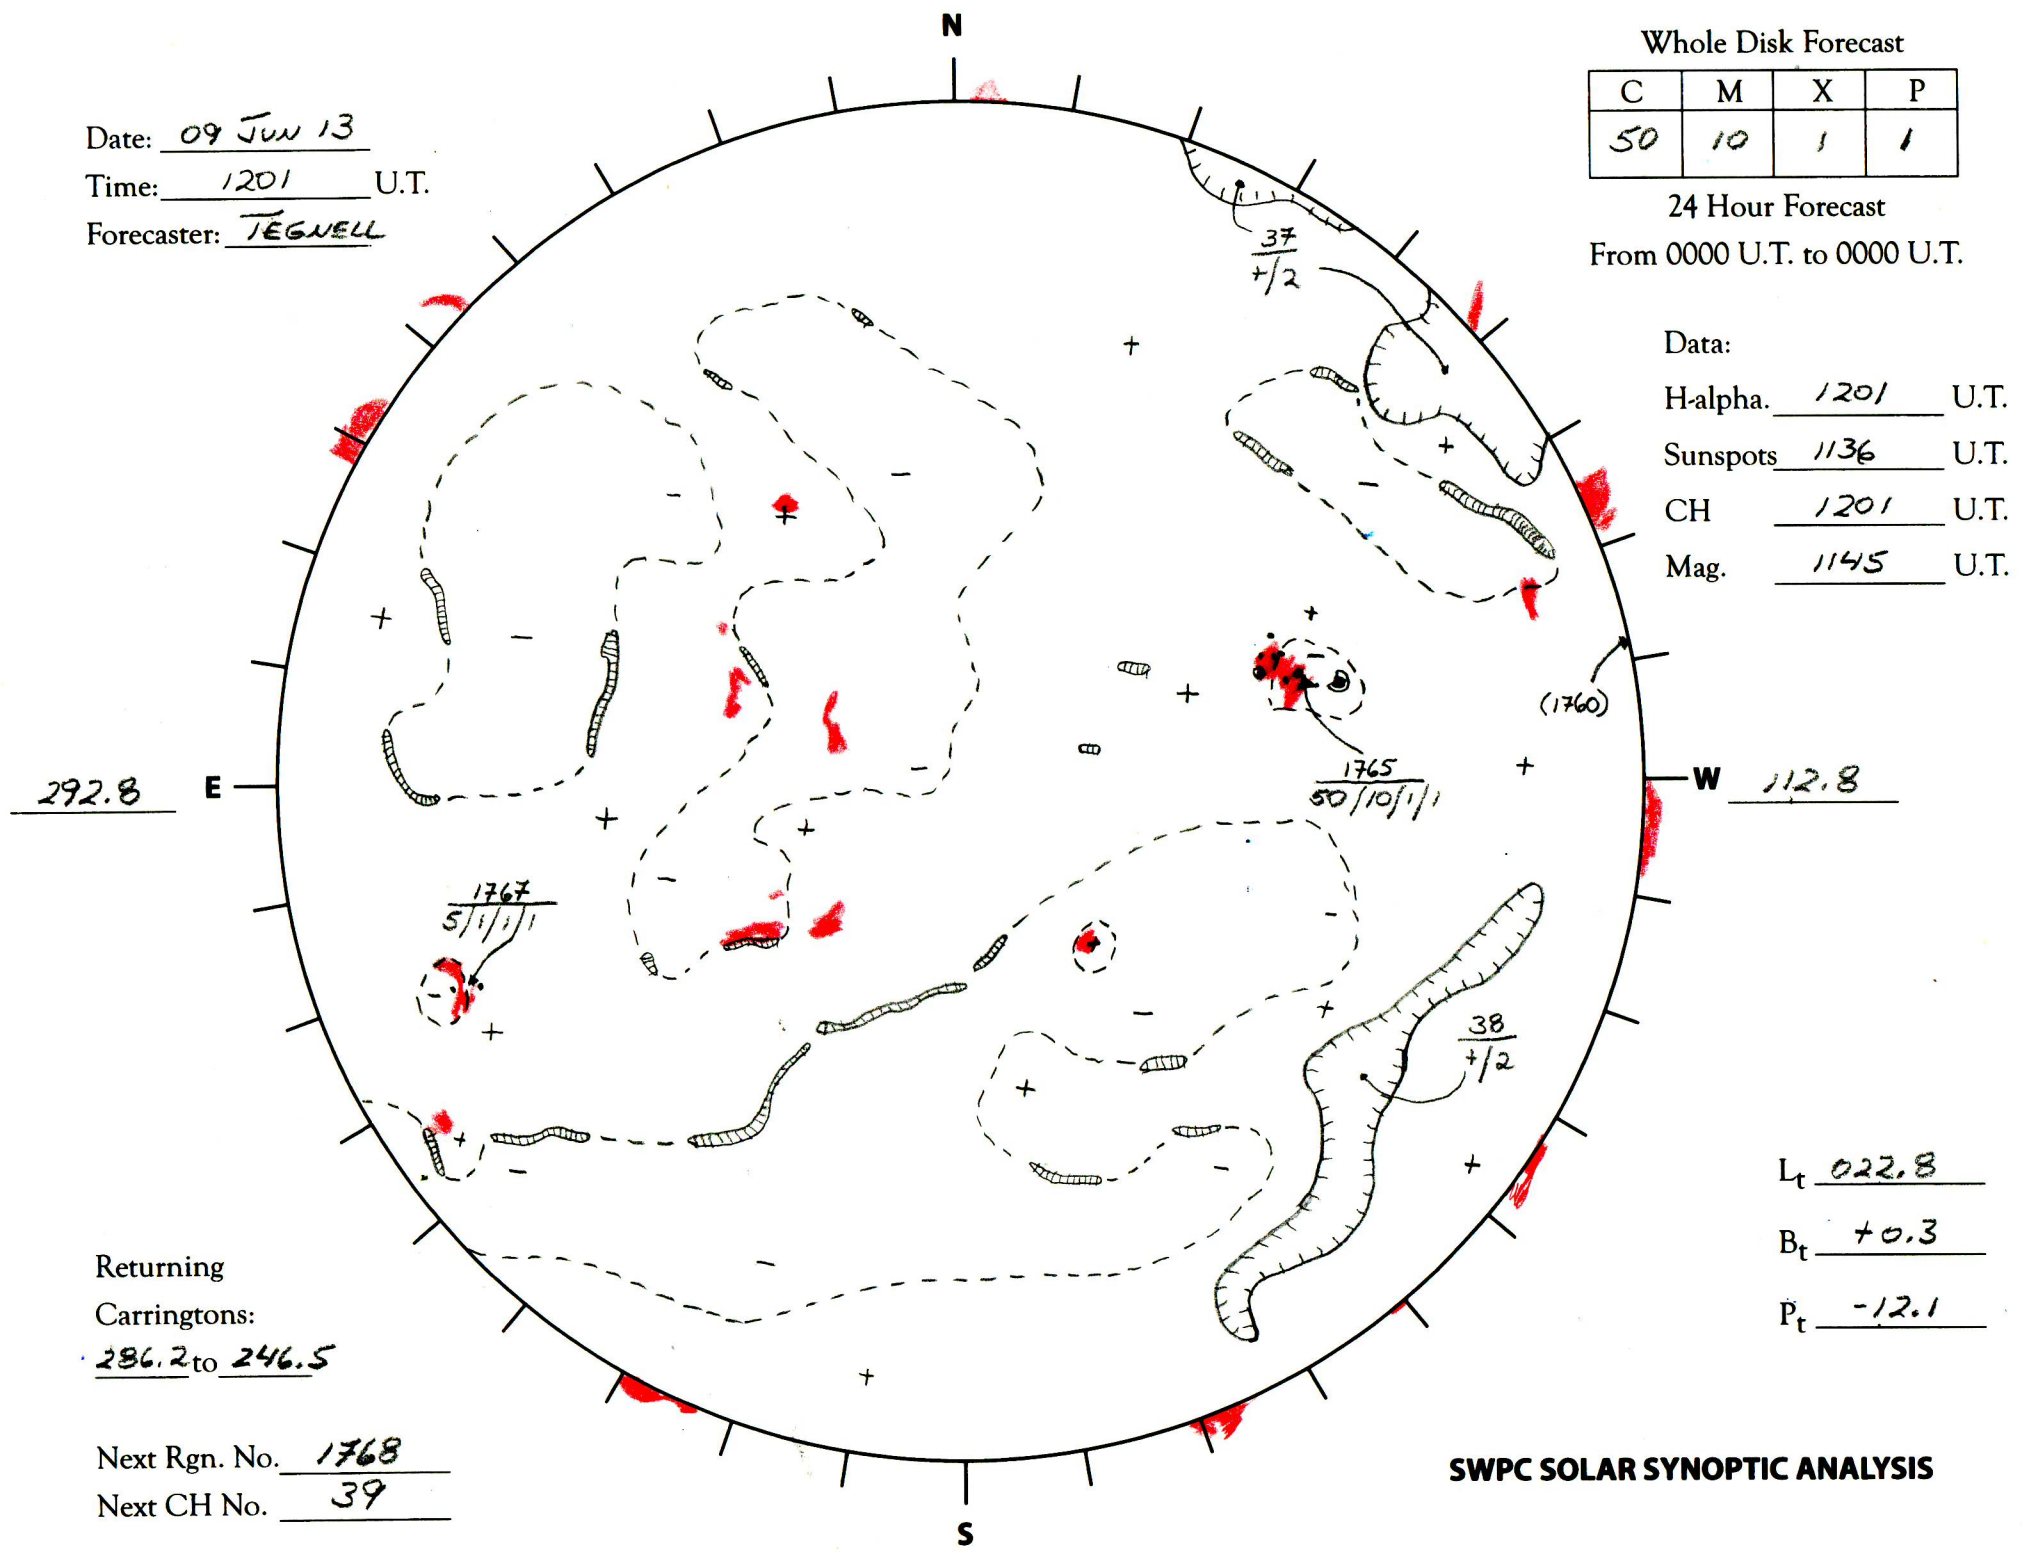 N
Whole Disk Forecast
C M X P
50 10 1 1
24 Hour Forecast
From 0000 U.T. to 0000 U.T.
Date: 09 JUN 13
Time: 1201 U.T.
Forecaster: TEGNELL
37
+/2
Data:
H-alpha. 1201 U.T.
Sunspots 1136 U.T.
CH 1201 U.T.
Mag. 1145 U.T.
+
-
-
+
-
+
+
-
+
-
(1760)
+
+
1765
50/10/1/1
292.8 E
W 112.8
-
+
+
-
1767
5/1/1/1
-
+
-
+
-
+
38
+/2
+
+
-
-
+
-
+
Lt 022.8
Bt +0.3
Pt -12.1
Returning
Carringtons:
286.2 to 246.5
Next Rgn. No. 1768
Next CH No. 39
SWPC SOLAR SYNOPTIC ANALYSIS
S